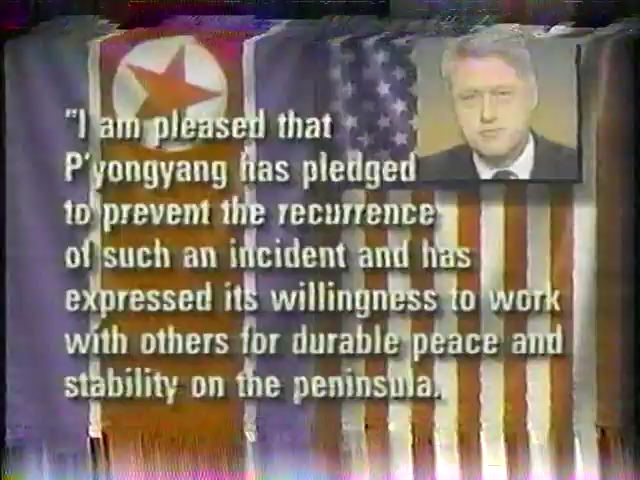 "I am pleased that
P'yongyang has pledged
to prevent the recurrence
of such an incident and has
expressed its willingness to work
with others for durable peace and
stability on the peninsula.